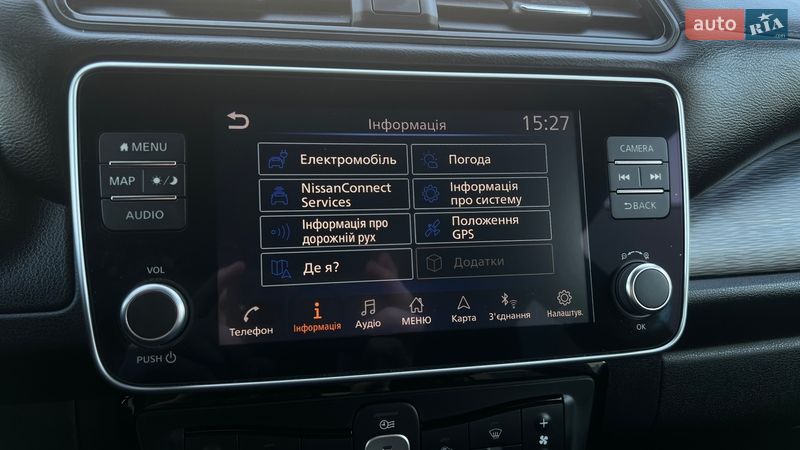 auto RIA.com
Інформація
15:27
MENU
MAP
AUDIO
Електромобіль
Погода
NissanConnect
Services
Інформація
про систему
Інформація про
дорожній рух
Положення
GPS
Де я?
Додатки
CAMERA
BACK
VOL
PUSH
OK
Телефон
Інформація
Аудіо
МЕНЮ
Карта
З'єднання
Налаштув.